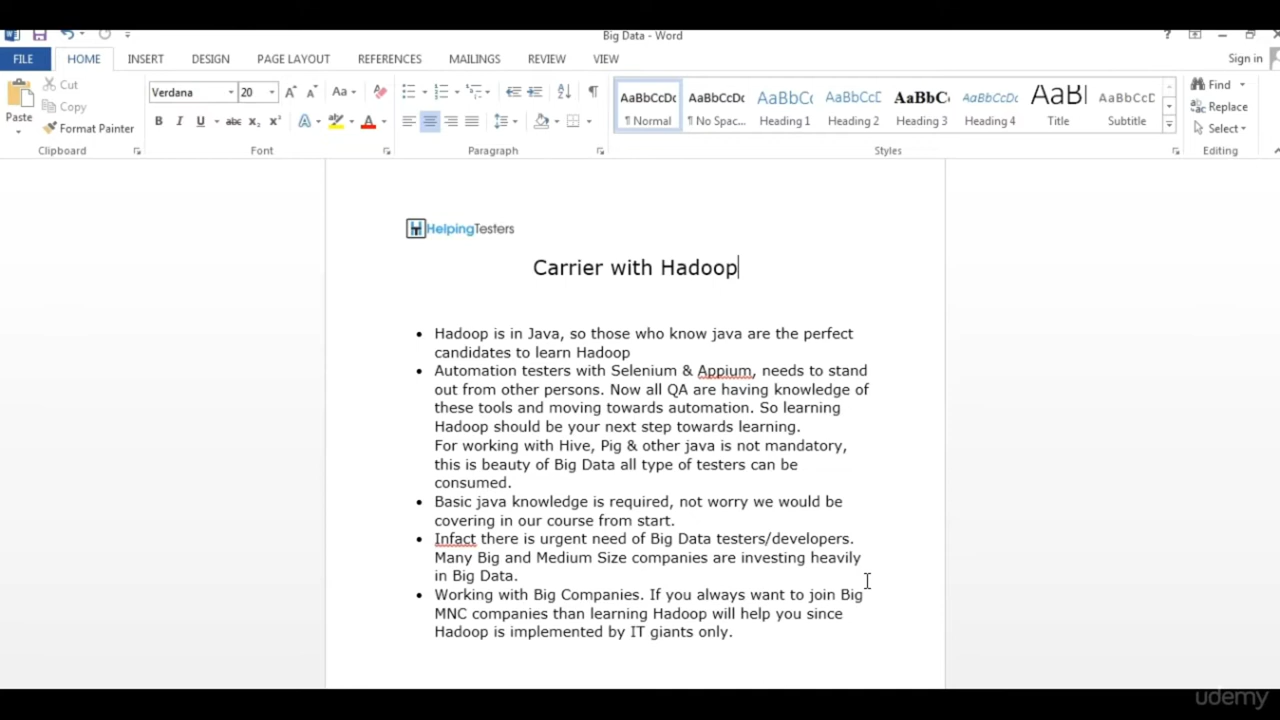 Big Data - Word
?
FILE
HOME
INSERT
DESIGN
PAGE LAYOUT
REFERENCES
MAILINGS
REVIEW
VIEW
Sign in
Paste
Cut
Copy
Format Painter
Clipboard
Verdana
20
Aa
B I U abc x₂ x²
A
Font
Paragraph
AaBbCcDc
¶ Normal
AaBbCcDc
¶ No Spac...
AaBbC
Heading 1
AaBbCcD
Heading 2
AaBbC
Heading 3
AaBbCcDc
Heading 4
AaB
Title
AaBbCcD
Subtitle
Styles
Find
Replace
Select
Editing
HelpingTesters
Carrier with Hadoop
• Hadoop is in Java, so those who know java are the perfect
candidates to learn Hadoop
• Automation testers with Selenium & Appium, needs to stand
out from other persons. Now all QA are having knowledge of
these tools and moving towards automation. So learning
Hadoop should be your next step towards learning.
For working with Hive, Pig & other java is not mandatory,
this is beauty of Big Data all type of testers can be
consumed.
• Basic java knowledge is required, not worry we would be
covering in our course from start.
• Infact there is urgent need of Big Data testers/developers.
Many Big and Medium Size companies are investing heavily
in Big Data.
• Working with Big Companies. If you always want to join Big
MNC companies than learning Hadoop will help you since
Hadoop is implemented by IT giants only.
udemy